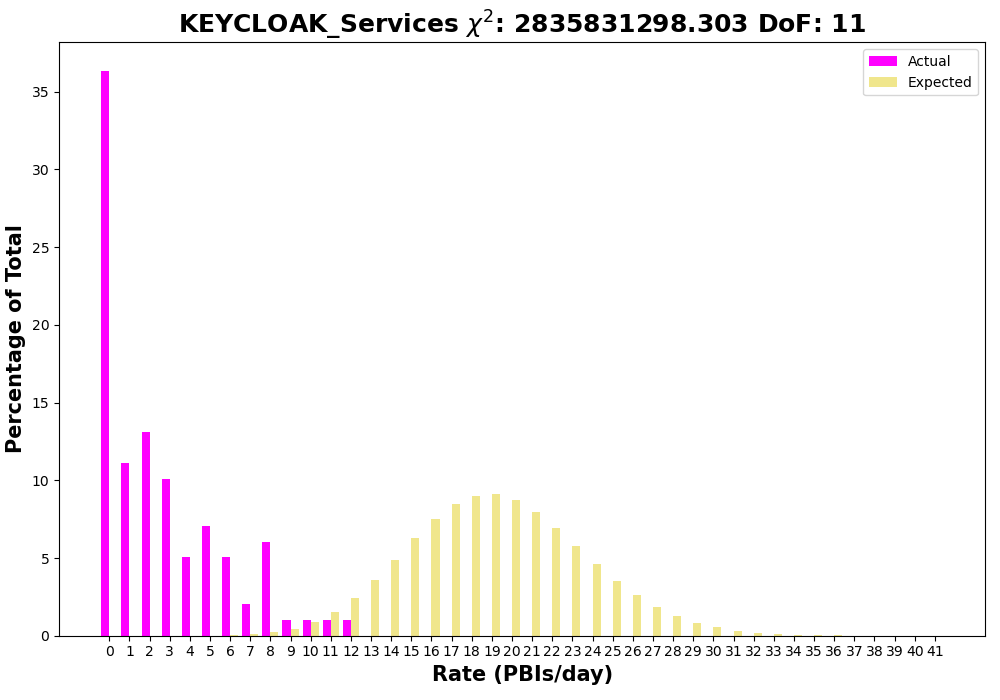 KEYCLOAK_Services χ²: 2835831298.303 DoF: 11
Actual
Expected
Percentage of Total
35
30
25
20
15
10
5
0
0 1 2 3 4 5 6 7 8 9 10 11 12 13 14 15 16 17 18 19 20 21 22 23 24 25 26 27 28 29 30 31 32 33 34 35 36 37 38 39 40 41
Rate (PBIs/day)